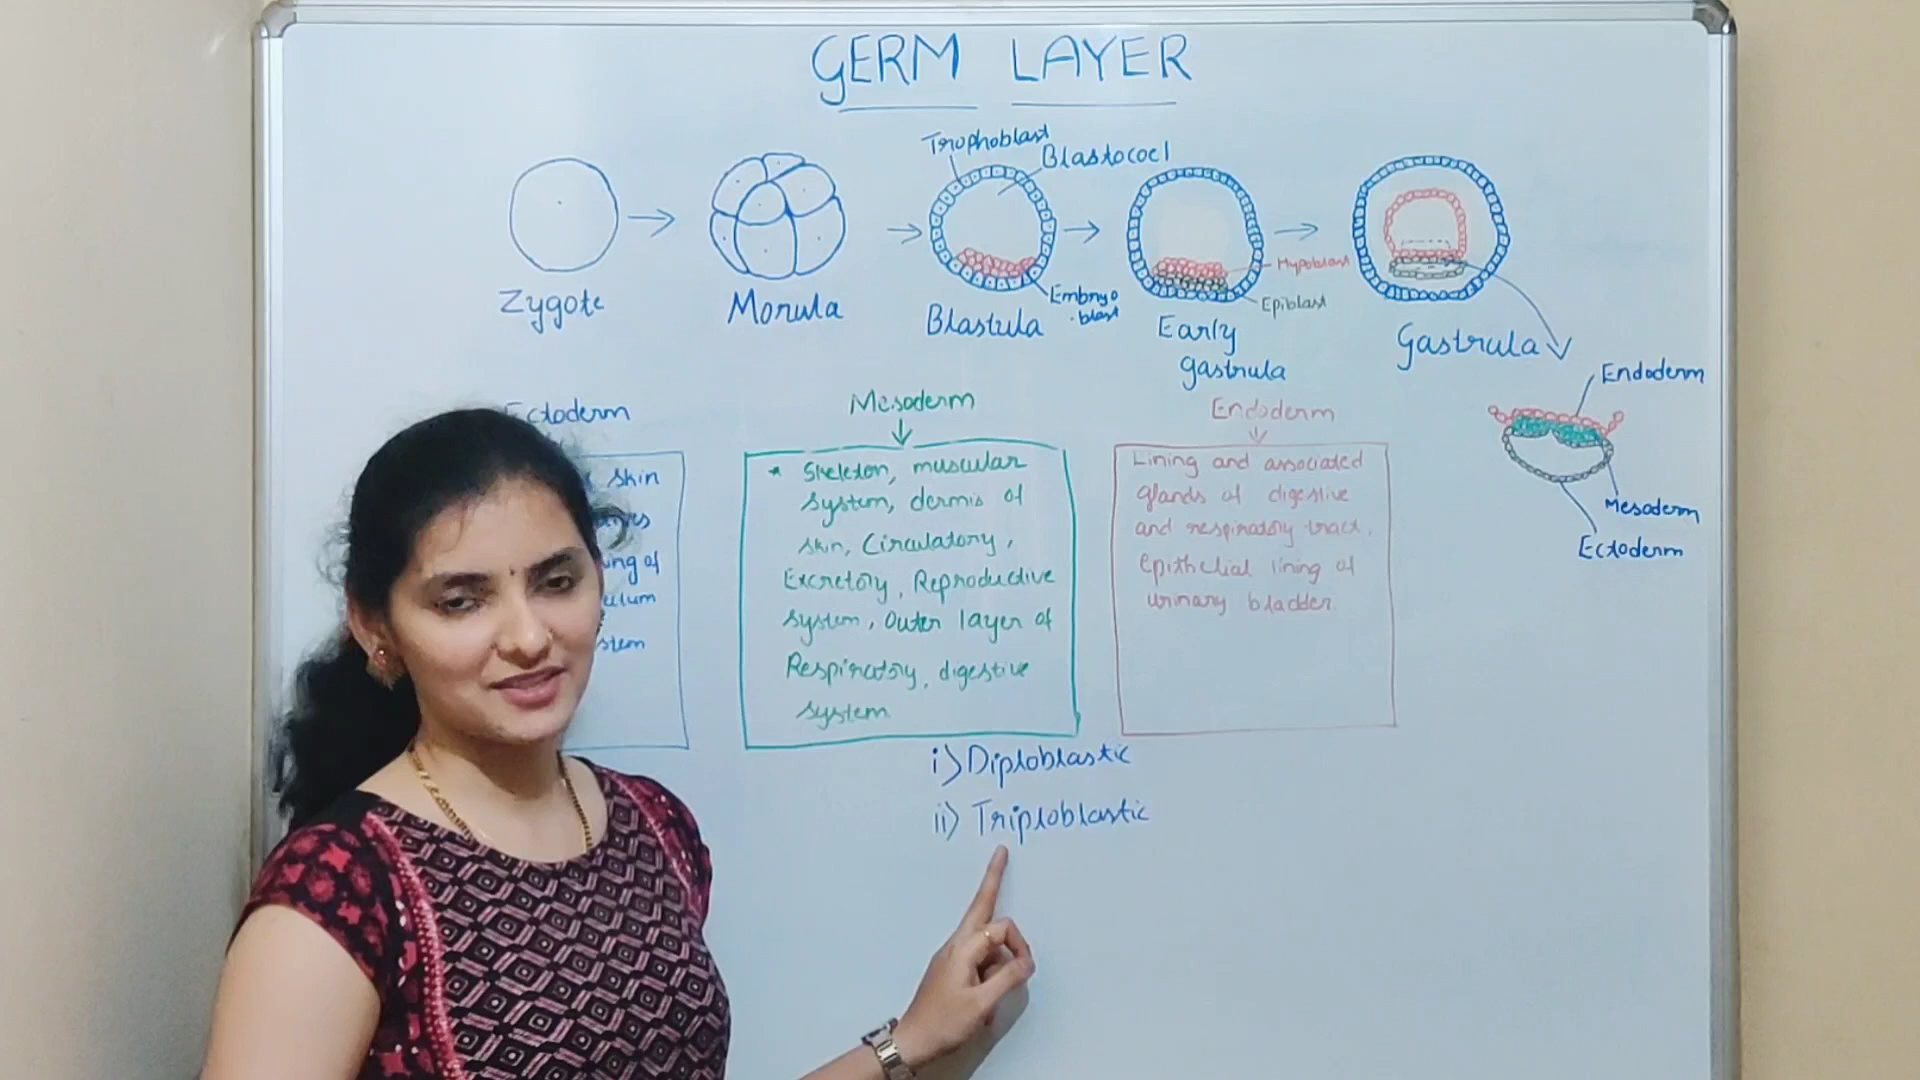 GERM LAYER
Trophoblast
Blastocoel
Hypoblast
Epiblast
Embryo
blast
Zygote
Morula
Blastula
Early
gastrula
Gastrula
Endoderm
Mesoderm
Ectoderm
Ectoderm
skin
ing of
stem
Mesoderm
* Skeleton, muscular
system, dermis of
skin, Circulatory,
Excretory, Reproductive
system, Outer layer of
Respiratory, digestive
system
Endoderm
Lining and associated
glands of digestive
and respiratory tract,
epithelial lining of
urinary bladder
i) Diploblastic
ii) Triploblastic